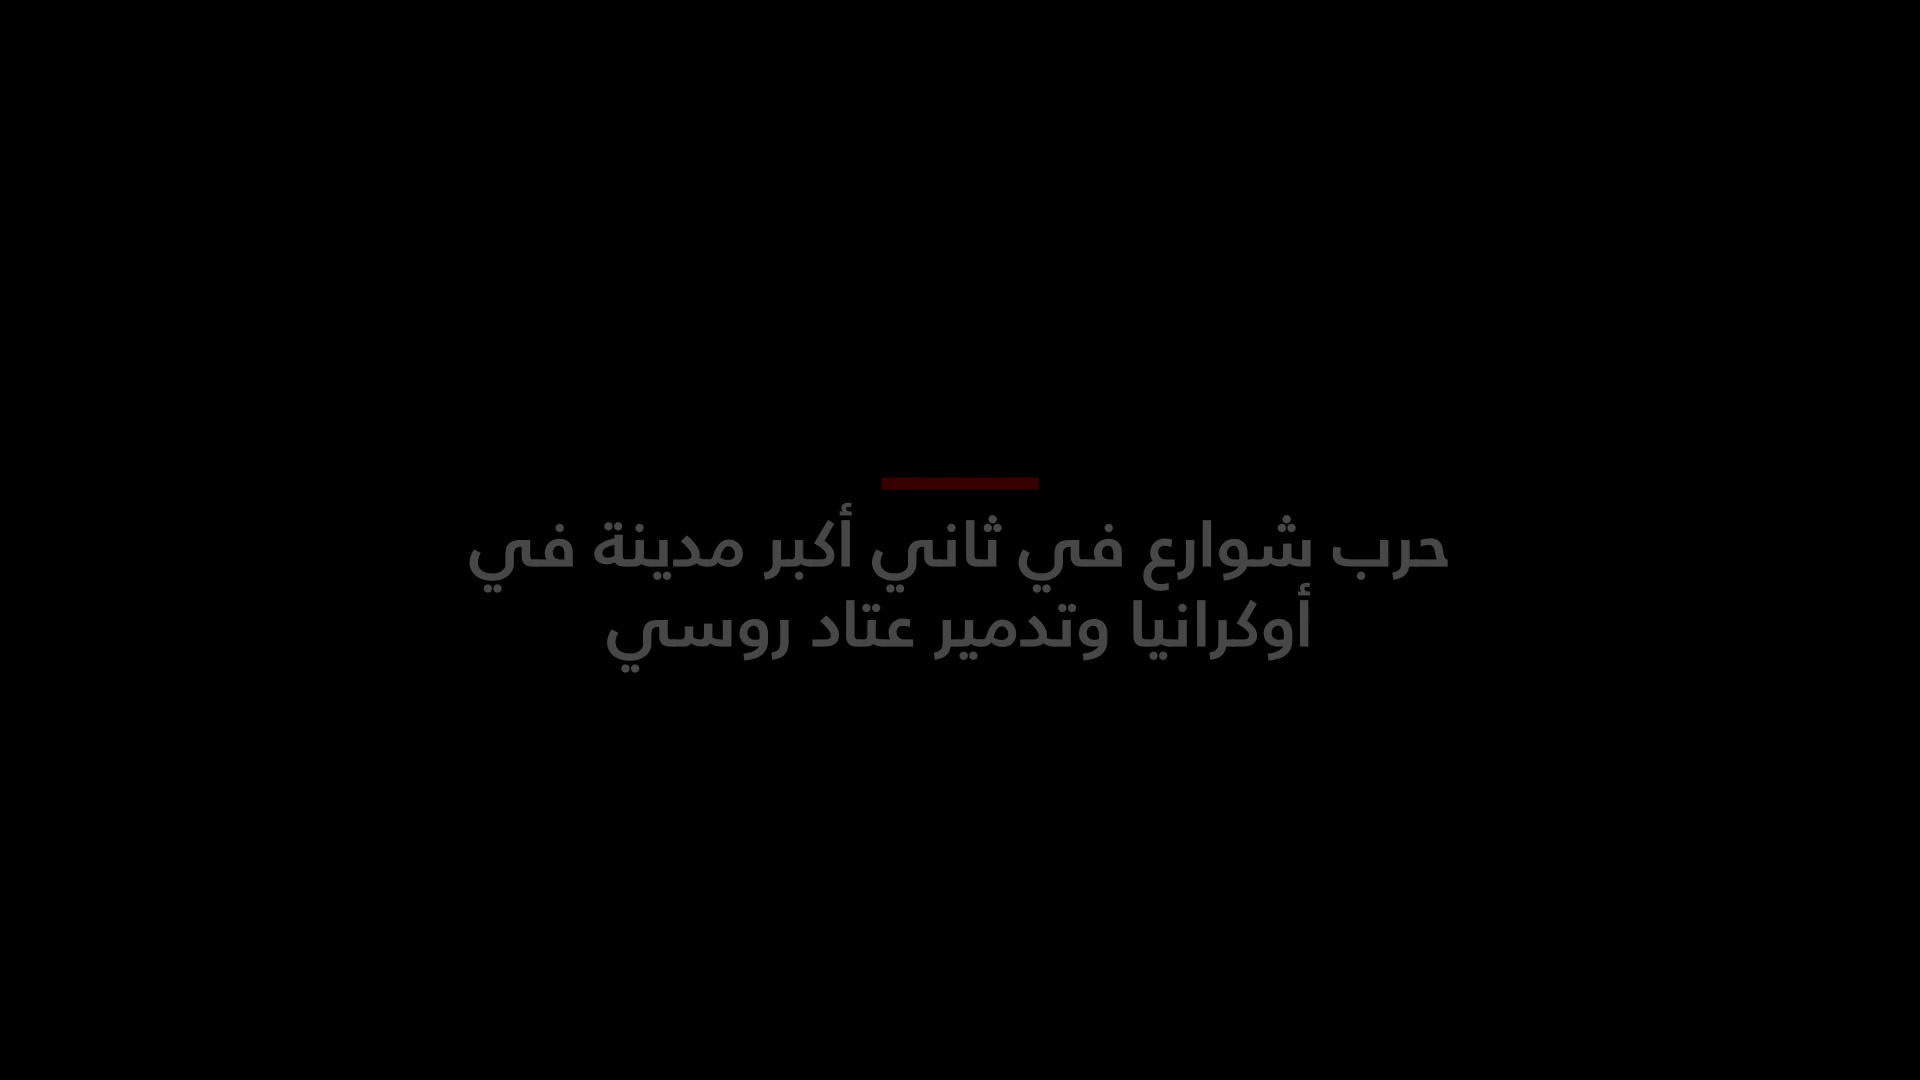 حرب شوارع في ثاني أكبر مدينة في
أوكرانيا وتدمير عتاد روسي